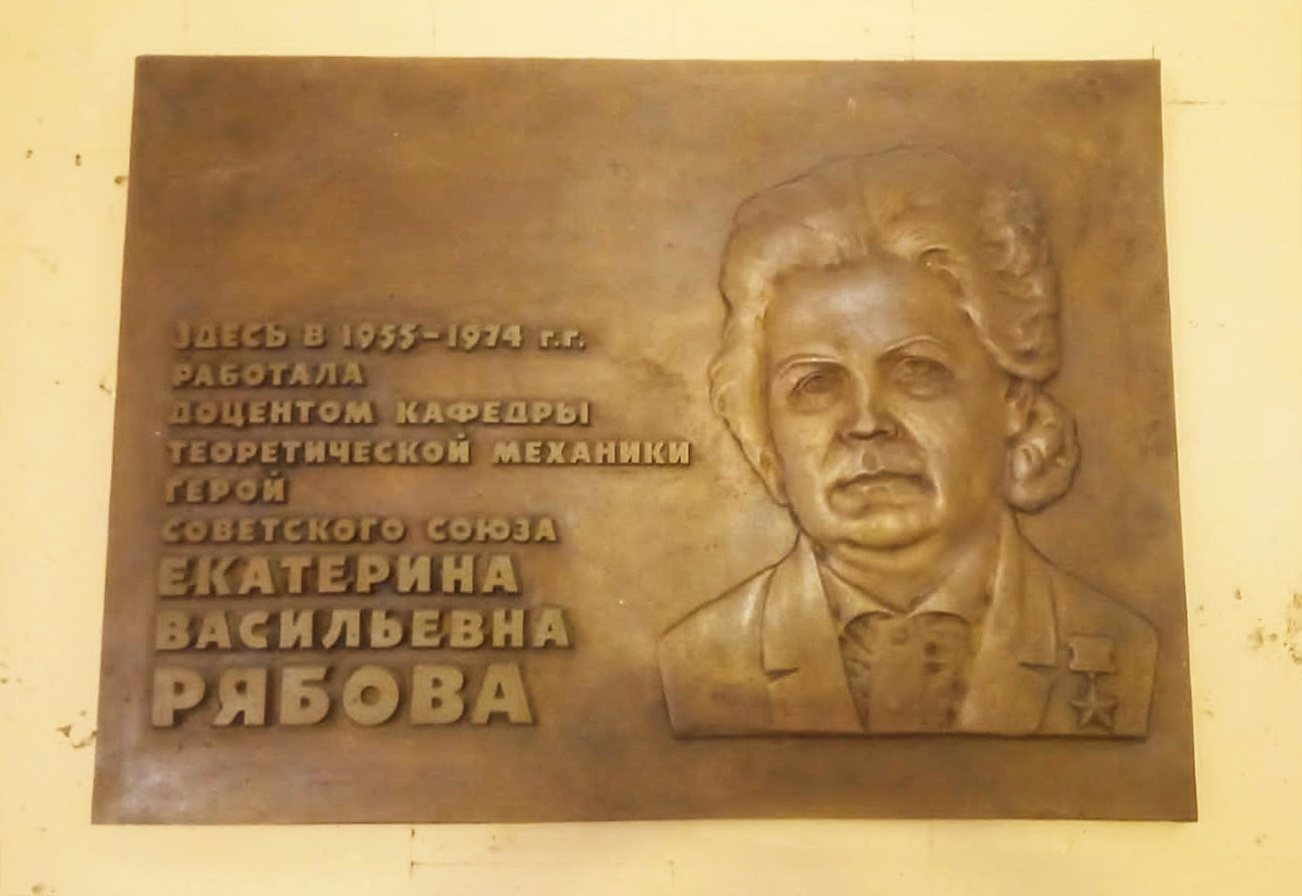 ЗДЕСЬ В 1955-1974 г.г.
РАБОТАЛА
ДОЦЕНТОМ КАФЕДРЫ
ТЕОРЕТИЧЕСКОЙ МЕХАНИКИ
ГЕРОЙ
СОВЕТСКОГО СОЮЗА
ЕКАТЕРИНА
ВАСИЛЬЕВНА
РЯБОВА